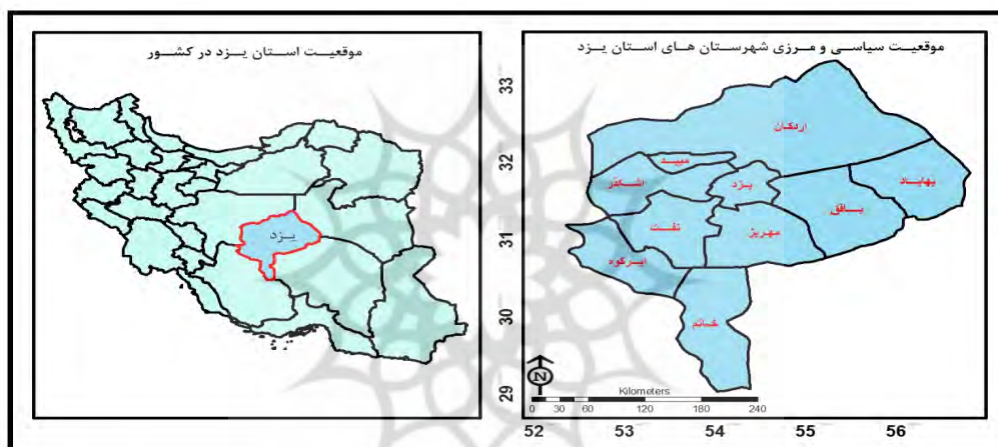 موقعیت سیاسی و مرزی شهرستان های استان یزد
موقعیت استان یزد در کشور
اردکان
میبد
اشکذر
یزد
بهاباد
بافق
تفت
مهریز
ابرکوه
خاتم
یزد
33
32
31
30
29
N
Kilometers
0 30 60 120 180 240
52 53 54 55 56